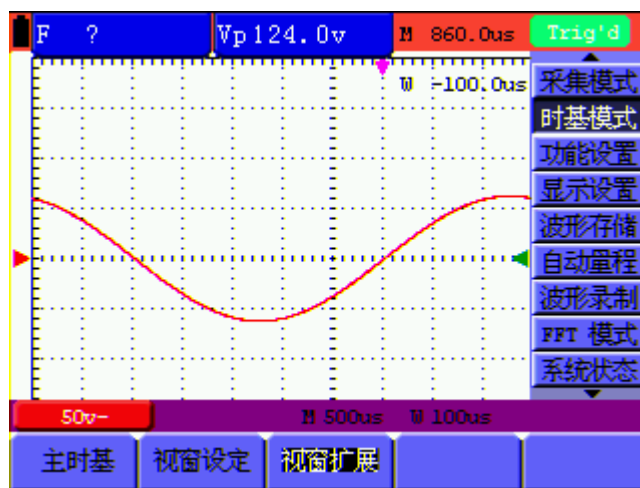 F ? Vp124.0v M 860.0us Trig'd
W -100.0us
采集模式
时基模式
功能设置
显示设置
波形存储
自动量程
波形录制
FFT 模式
系统状态
50v~ M 500us W 100us
主时基 视窗设定 视窗扩展